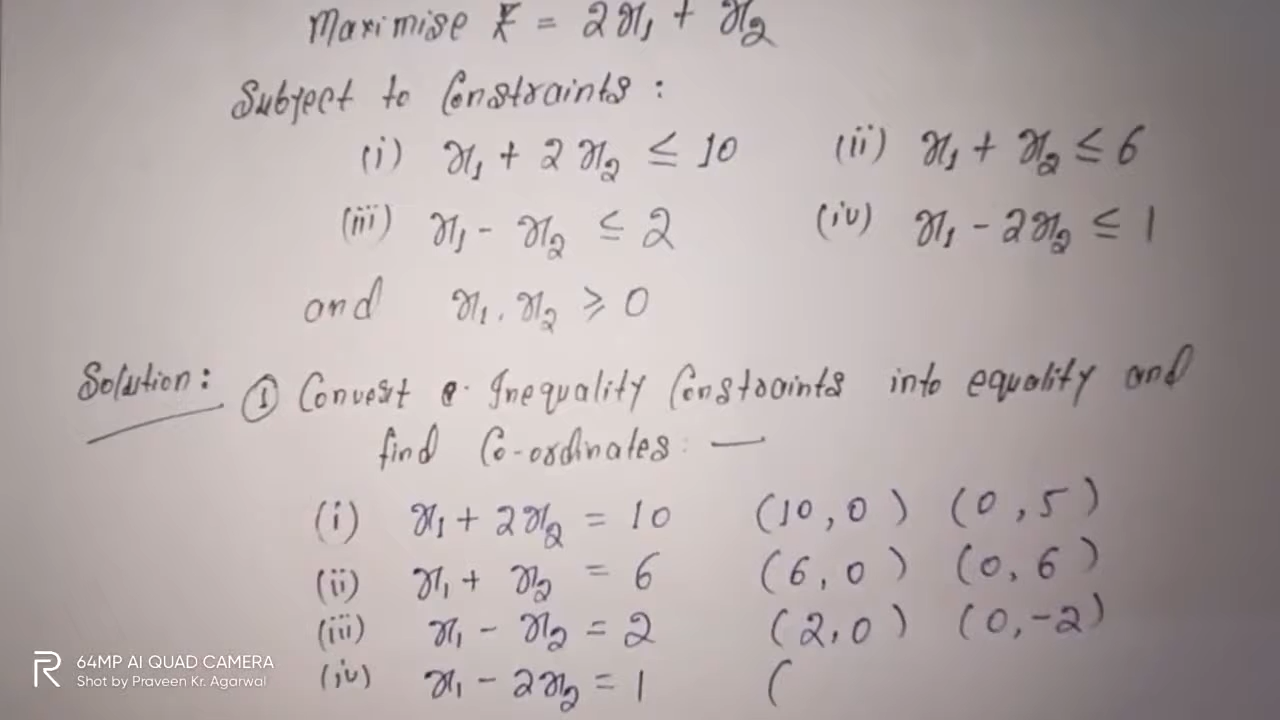 Maximise Z = 2x₁ + x₂
Subject to Constraints :
(i) x₁ + 2x₂ ≤ 10 (ii) x₁ + x₂ ≤ 6
(iii) x₁ - x₂ ≤ 2 (iv) x₁ - 2x₂ ≤ 1
and x₁, x₂ ≥ 0
Solution : ① Convert Inequality Constraints into equality and
find Co-ordinates: —
(i) x₁ + 2x₂ = 10 (10, 0) (0, 5)
(ii) x₁ + x₂ = 6 (6, 0) (0, 6)
(iii) x₁ - x₂ = 2 (2, 0) (0, -2)
(iv) x₁ - 2x₂ = 1 (
64MP AI QUAD CAMERA
Shot by Praveen Kr. Agarwal